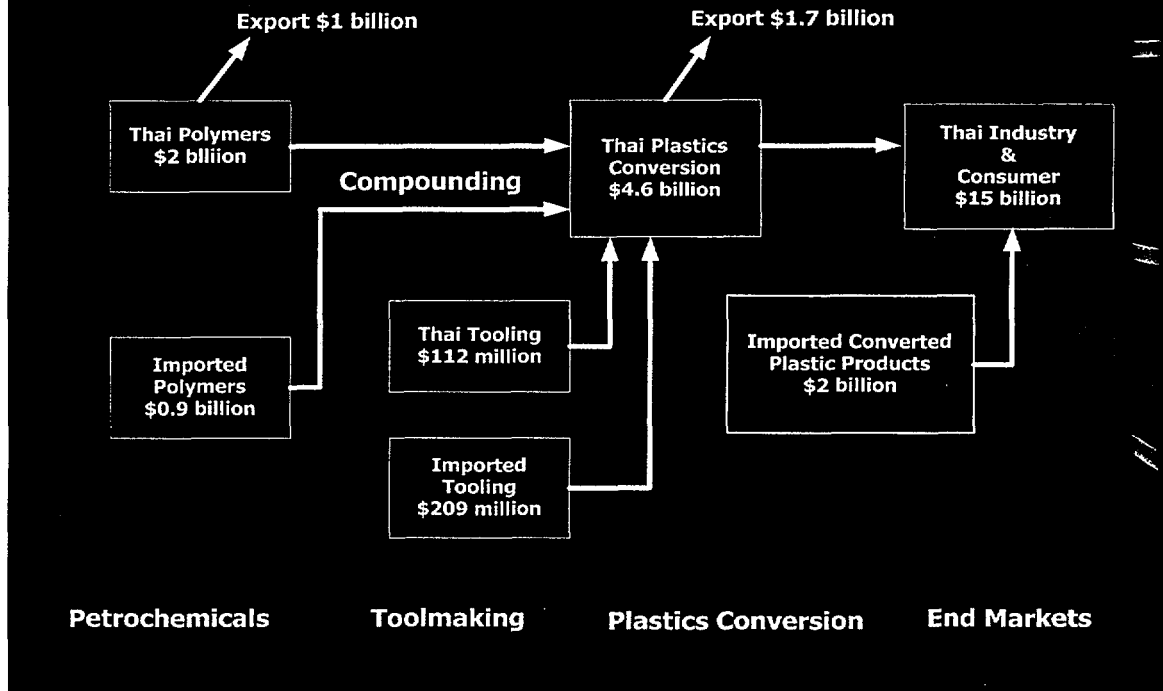 Export $1 billion
Export $1.7 billion
Thai Polymers
$2 blliion
Thai Plastics
Conversion
$4.6 billion
Thai Industry
&
Consumer
$15 billion
Compounding
Imported
Polymers
$0.9 billion
Thai Tooling
$112 million
Imported Converted
Plastic Products
$2 billion
Imported
Tooling
$209 million
Petrochemicals
Toolmaking
Plastics Conversion
End Markets